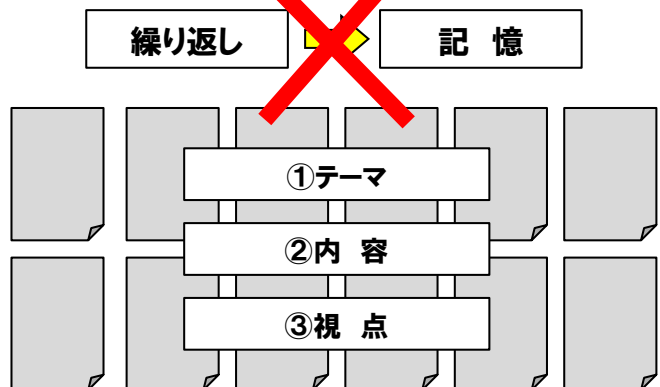 繰り返し
記 憶
①テーマ
②内 容
③視 点